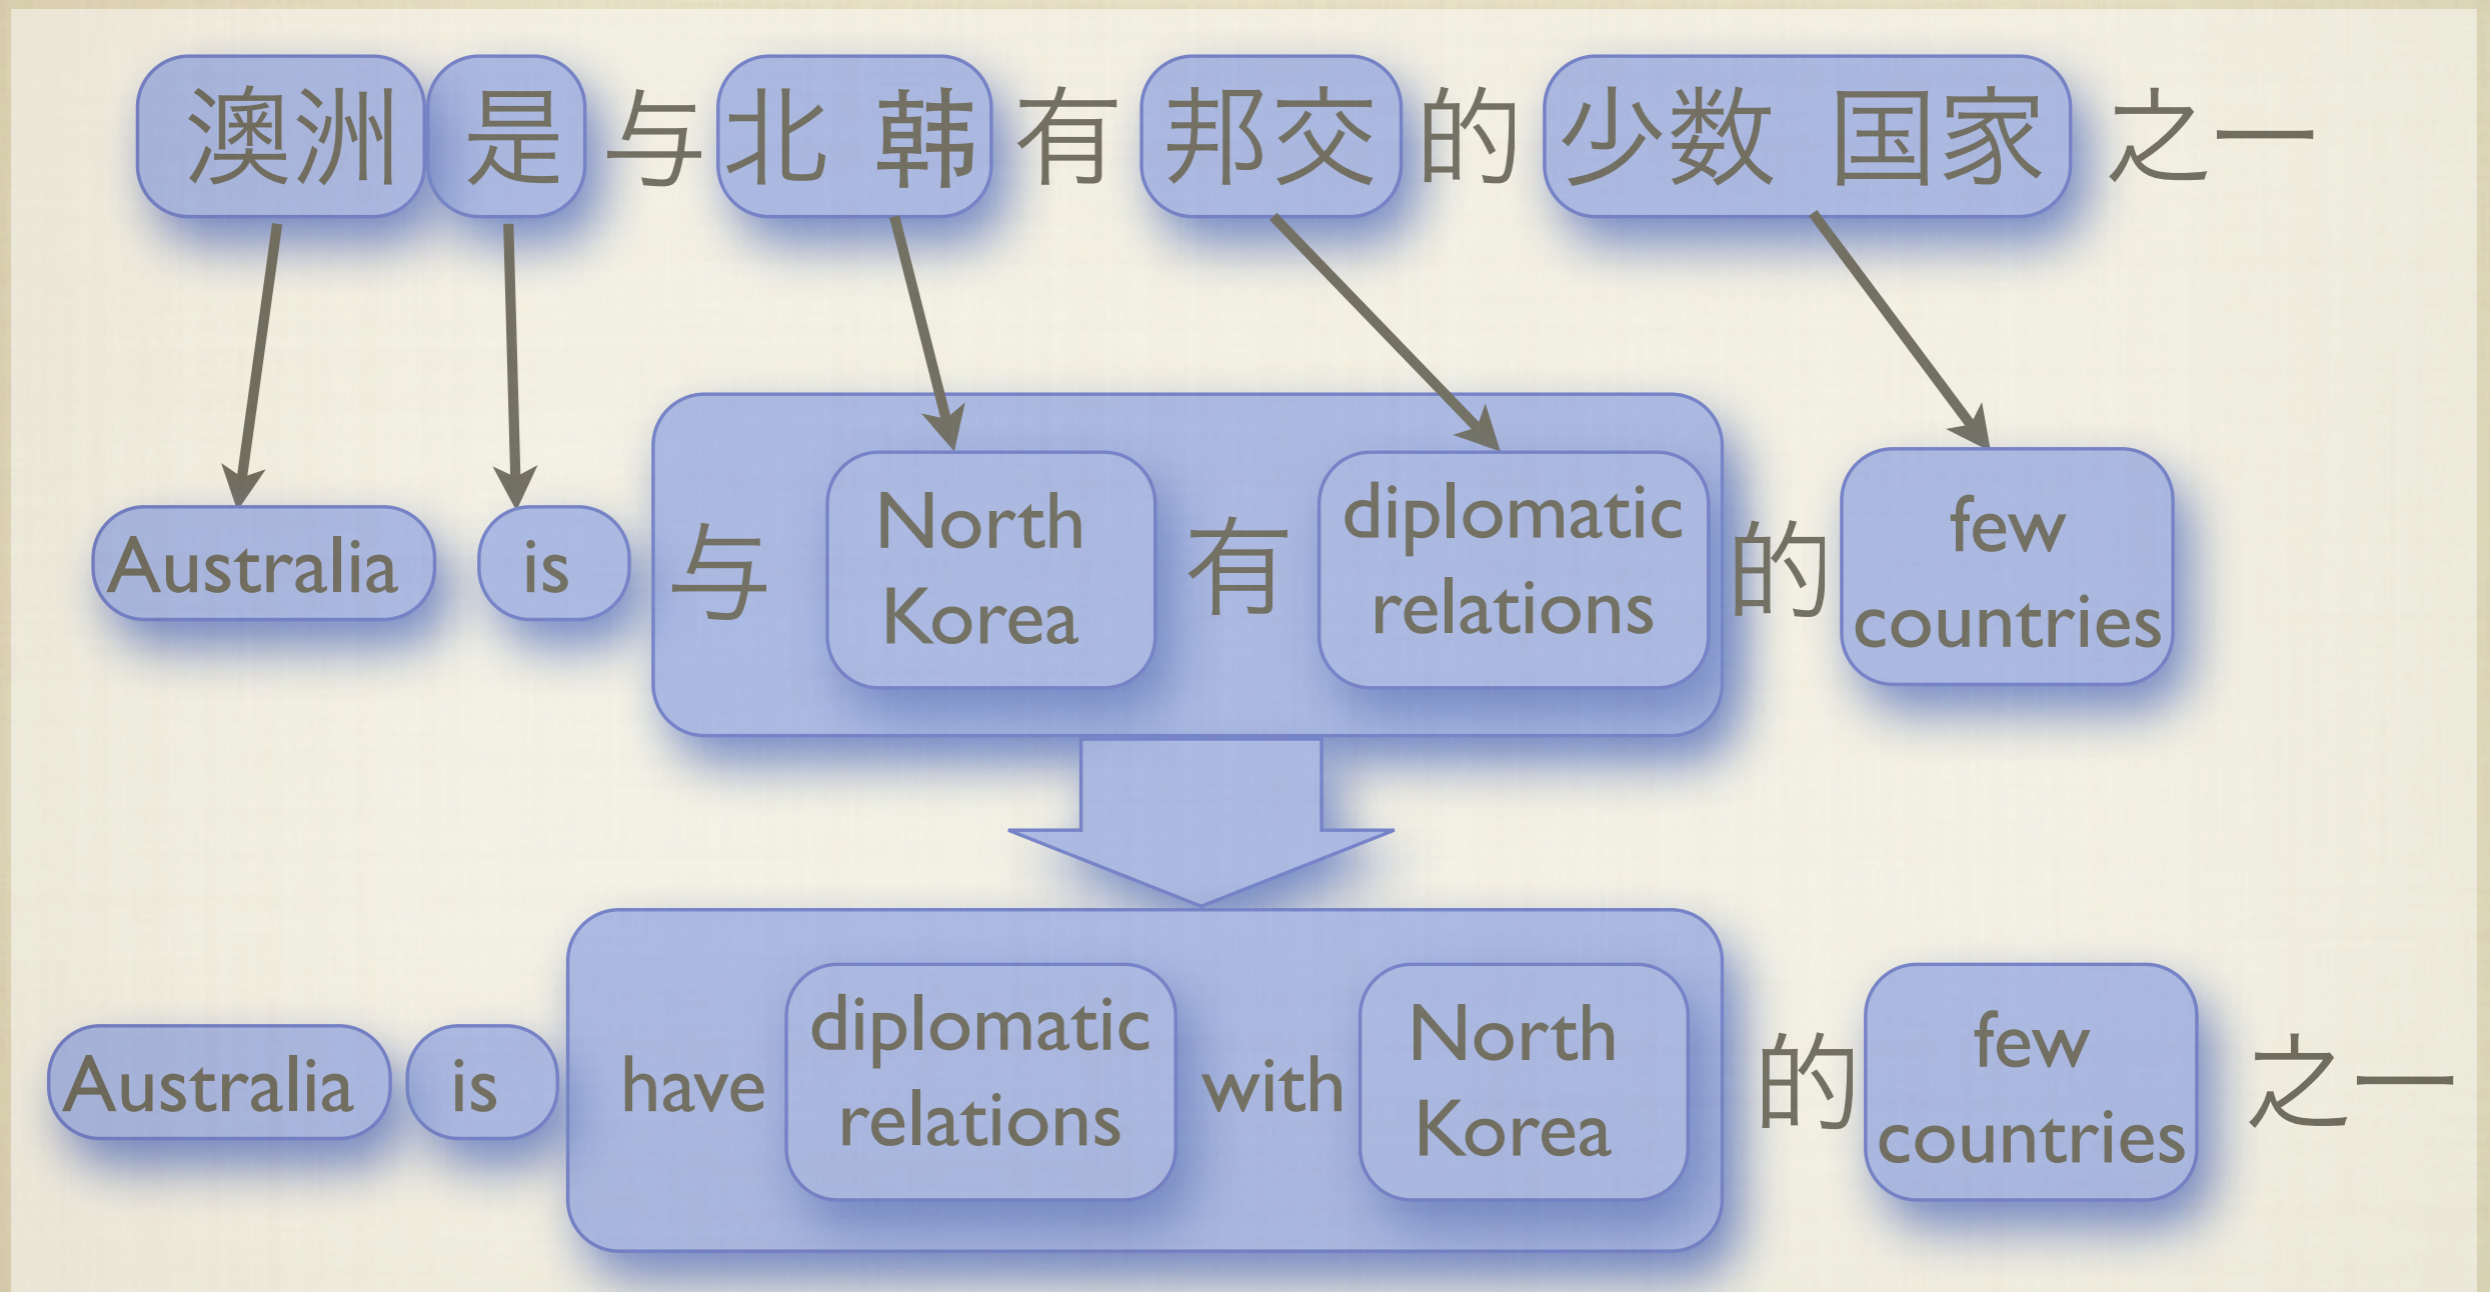 澳洲 是 与 北 韩 有 邦交 的 少数 国家 之一
Australia is 与 North Korea 有 diplomatic relations 的 few countries
Australia is have diplomatic relations with North Korea 的 few countries 之一